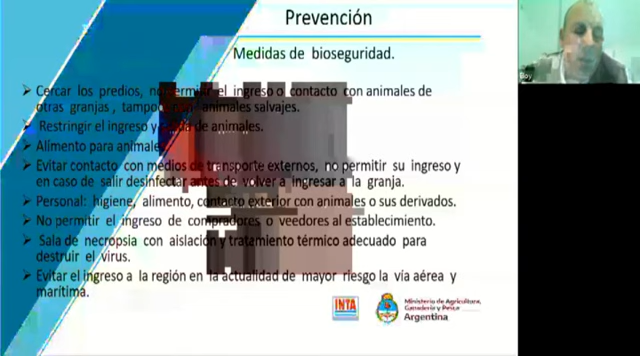 Prevención
Medidas de bioseguridad.
Cercar los predios, no permitir el ingreso o contacto con animales de
otras granjas , tampoco animales salvajes.
Restringir el ingreso y salida de animales.
Alimento para animales
Evitar contacto con medios de transporte externos, no permitir su ingreso y
en caso de salir desinfectar antes de volver a ingresar a la granja.
Personal: higiene, alimento, contacto exterior con animales o sus derivados.
No permitir el ingreso de compradores o veedores al establecimiento.
Sala de necropsia con aislación y tratamiento térmico adecuado para
destruir el virus.
Evitar el ingreso a la región en la actualidad de mayor riesgo la vía aérea y
marítima.
INTA
Ministerio de Agricultura,
Ganadería y Pesca
Argentina